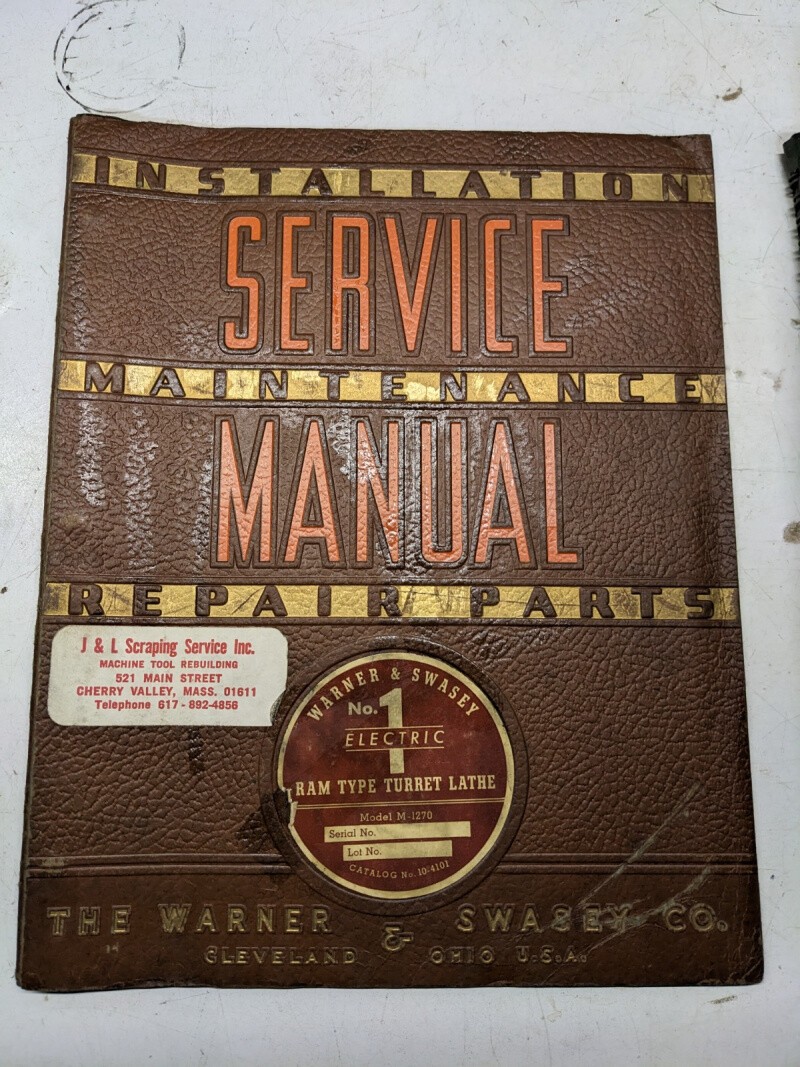 INSTALLATION
SERVICE
MAINTENANCE
MANUAL
REPAIR PARTS
J & L Scraping Service Inc.
MACHINE TOOL REBUILDING
521 MAIN STREET
CHERRY VALLEY, MASS. 01611
Telephone 617-892-4856
WARNER & SWASEY
No. 1
ELECTRIC
RAM TYPE TURRET LATHE
Model M-1270
Serial No.
Lot No.
CATALOG No. 10-4101
THE WARNER & SWASEY CO.
CLEVELAND OHIO U.S.A.